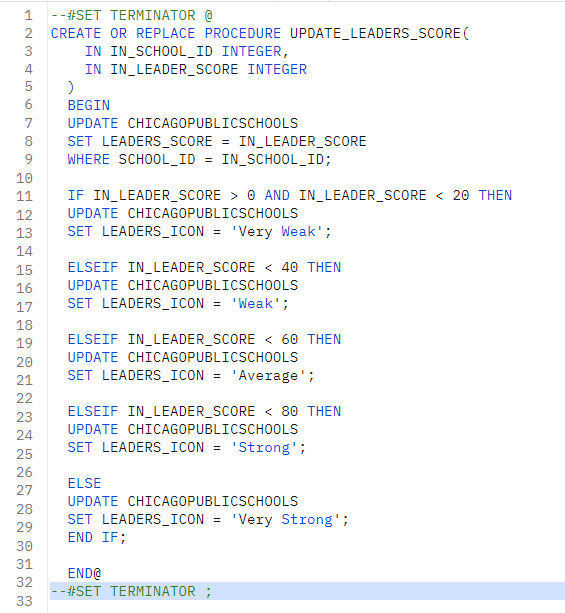 1 --#SET TERMINATOR @
2 CREATE OR REPLACE PROCEDURE UPDATE_LEADERS_SCORE(
3     IN IN_SCHOOL_ID INTEGER,
4     IN IN_LEADER_SCORE INTEGER
5   )
6   BEGIN
7   UPDATE CHICAGOPUBLICSCHOOLS
8   SET LEADERS_SCORE = IN_LEADER_SCORE
9   WHERE SCHOOL_ID = IN_SCHOOL_ID;
10
11   IF IN_LEADER_SCORE > 0 AND IN_LEADER_SCORE < 20 THEN
12   UPDATE CHICAGOPUBLICSCHOOLS
13   SET LEADERS_ICON = 'Very Weak';
14
15   ELSEIF IN_LEADER_SCORE < 40 THEN
16   UPDATE CHICAGOPUBLICSCHOOLS
17   SET LEADERS_ICON = 'Weak';
18
19   ELSEIF IN_LEADER_SCORE < 60 THEN
20   UPDATE CHICAGOPUBLICSCHOOLS
21   SET LEADERS_ICON = 'Average';
22
23   ELSEIF IN_LEADER_SCORE < 80 THEN
24   UPDATE CHICAGOPUBLICSCHOOLS
25   SET LEADERS_ICON = 'Strong';
26
27   ELSE
28   UPDATE CHICAGOPUBLICSCHOOLS
29   SET LEADERS_ICON = 'Very Strong';
30   END IF;
31
32   END@
33 --#SET TERMINATOR ;